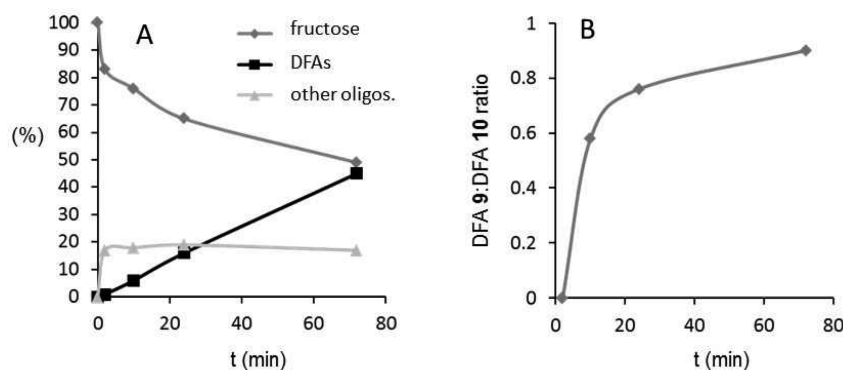 A
100
90
80
70
60
50
40
30
20
10
0
(%)
0 20 40 60 80
t (min)
fructose
DFAs
other oligos.
B
1
0.8
0.6
0.4
0.2
0
DFA 9:DFA 10 ratio
0 20 40 60 80
t (min)